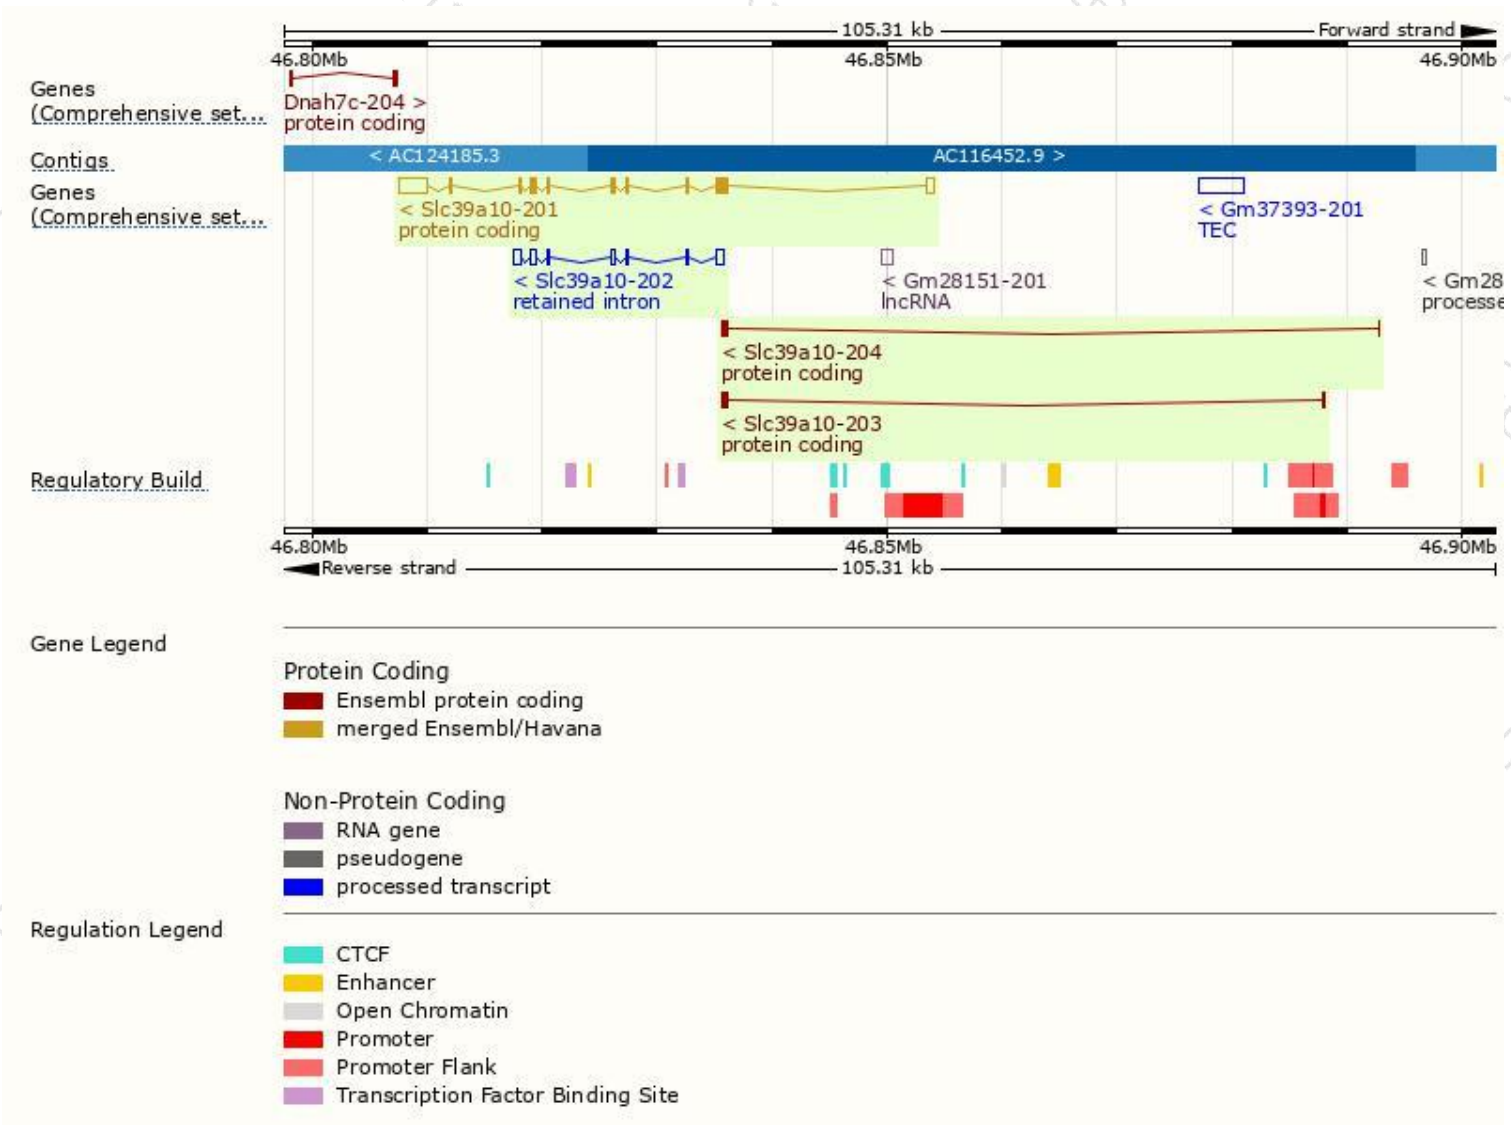 105.31 kb
Forward strand
46.80Mb 46.85Mb 46.90Mb
Genes
(Comprehensive set...
Dnah7c-204 >
protein coding
Contigs
< AC124185.3 AC116452.9 >
Genes
(Comprehensive set...
< Slc39a10-201
protein coding
< Gm37393-201
TEC
< Slc39a10-202
retained intron
< Gm28151-201
lncRNA
< Gm28
processe
< Slc39a10-204
protein coding
< Slc39a10-203
protein coding
Regulatory Build
46.80Mb 46.85Mb 46.90Mb
Reverse strand 105.31 kb
Gene Legend
Protein Coding
Ensembl protein coding
merged Ensembl/Havana
Non-Protein Coding
RNA gene
pseudogene
processed transcript
Regulation Legend
CTCF
Enhancer
Open Chromatin
Promoter
Promoter Flank
Transcription Factor Binding Site